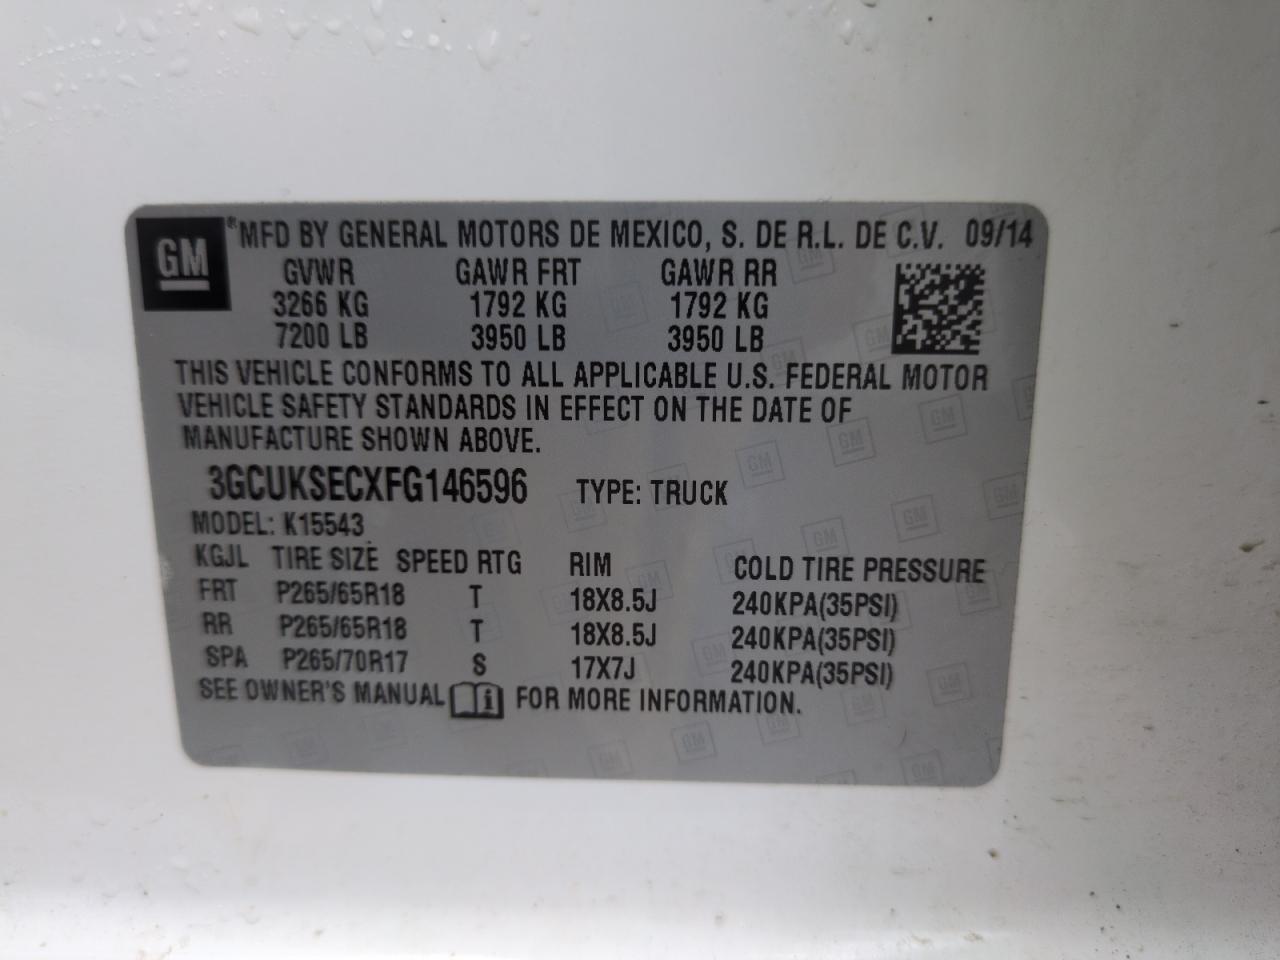 GM ® MFD BY GENERAL MOTORS DE MEXICO, S. DE R.L. DE C.V. 09/14
GVWR GAWR FRT GAWR RR
3266 KG 1792 KG 1792 KG
7200 LB 3950 LB 3950 LB
THIS VEHICLE CONFORMS TO ALL APPLICABLE U.S. FEDERAL MOTOR
VEHICLE SAFETY STANDARDS IN EFFECT ON THE DATE OF
MANUFACTURE SHOWN ABOVE.
3GCUKSECXFG146596 TYPE: TRUCK
MODEL: K15543
KGJL TIRE SIZE SPEED RTG RIM COLD TIRE PRESSURE
FRT P265/65R18 T 18X8.5J 240KPA(35PSI)
RR P265/65R18 T 18X8.5J 240KPA(35PSI)
SPA P265/70R17 S 17X7J 240KPA(35PSI)
SEE OWNER'S MANUAL i FOR MORE INFORMATION.